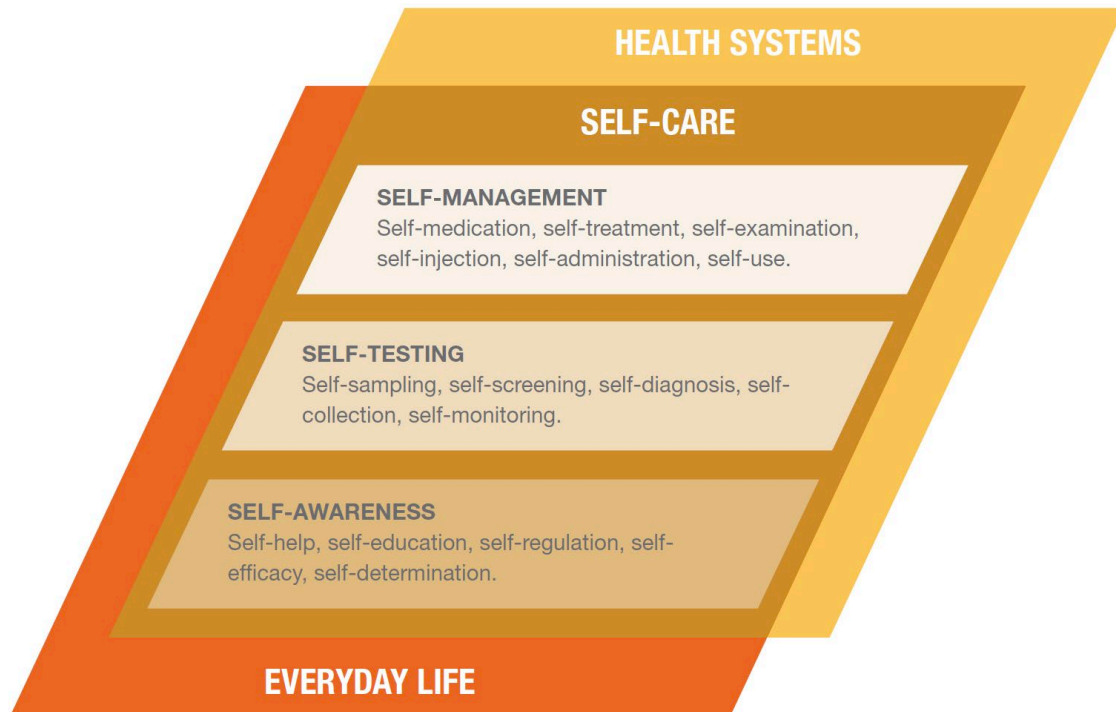 HEALTH SYSTEMS
SELF-CARE
SELF-MANAGEMENT
Self-medication, self-treatment, self-examination,
self-injection, self-administration, self-use.
SELF-TESTING
Self-sampling, self-screening, self-diagnosis, self-
collection, self-monitoring.
SELF-AWARENESS
Self-help, self-education, self-regulation, self-
efficacy, self-determination.
EVERYDAY LIFE